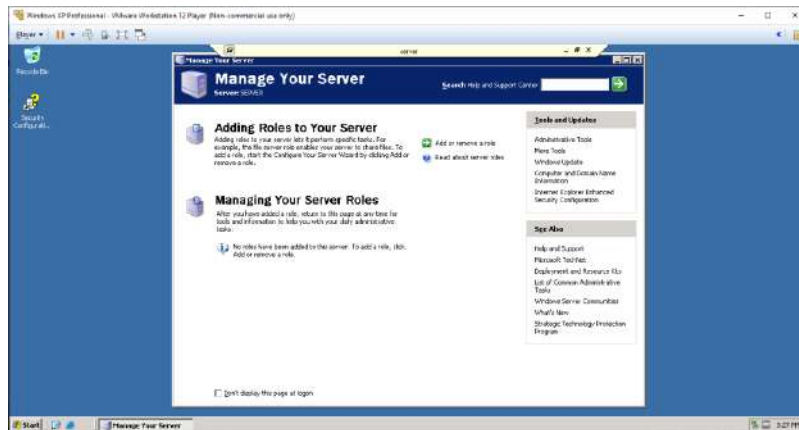 Windows XP Professional - VMware Workstation 12 Player (Non-commercial use only)
Player
server
Recycle Bin
Security
Configurati...
Manage Your Server
Manage Your Server
Server: SERVER
Search Help and Support Center
Adding Roles to Your Server
Adding roles to your server lets it perform specific tasks. For
example, the file server role enables your server to share files. To
add a role, start the Configure Your Server Wizard by clicking Add or
remove a role.
Add or remove a role
Read about server roles
Managing Your Server Roles
After you have added a role, return to this page at any time for
tools and information to help you with your daily administrative
tasks.
No roles have been added to this server. To add a role, click
Add or remove a role.
Tools and Updates
Administrative Tools
More Tools
Windows Update
Computer and Domain Name
Information
Internet Explorer Enhanced
Security Configuration
See Also
Help and Support
Microsoft TechNet
Deployment and Resource Kits
List of Common Administrative
Tasks
Windows Server Communities
What's New
Strategic Technology Protection
Program
Don't display this page at logon
Start
Manage Your Server
3:27 PM